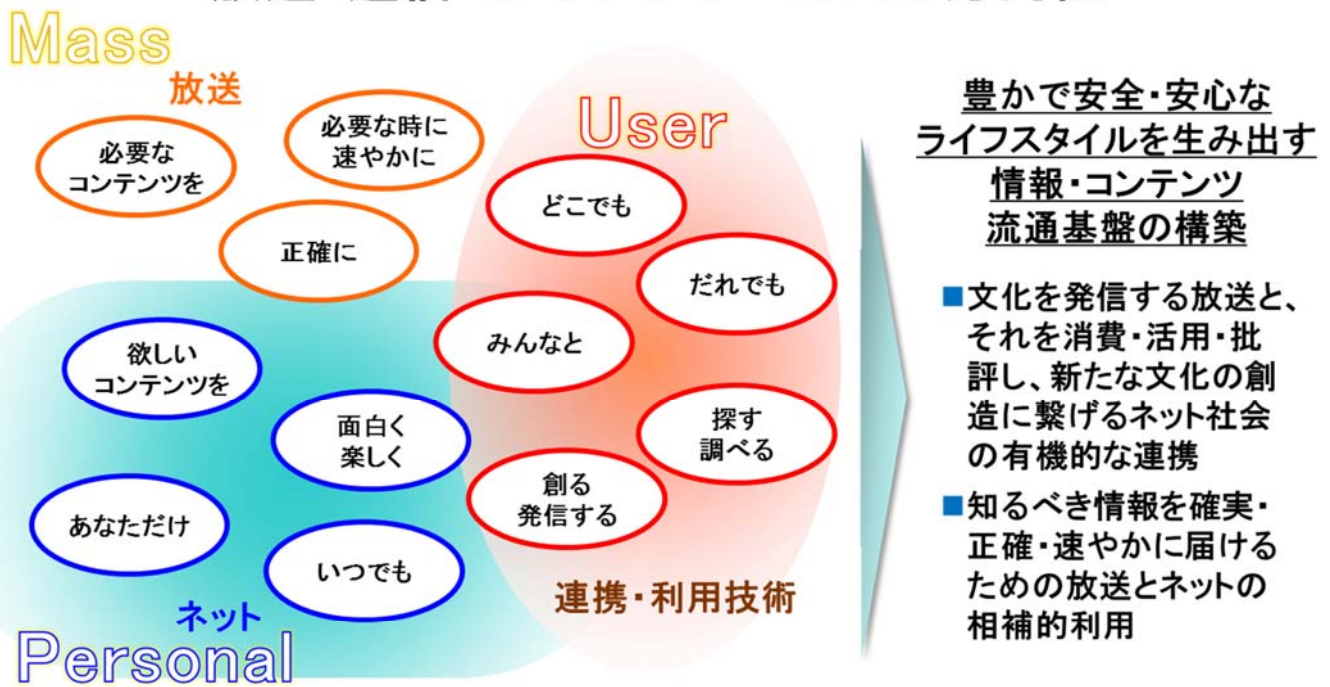 Mass
放送
必要な
コンテンツを
必要な時に
速やかに
正確に
User
どこでも
だれでも
みんなと
探す
調べる
創る
発信する
連携・利用技術
欲しい
コンテンツを
面白く
楽しく
あなただけ
いつでも
ネット
Personal
豊かで安全・安心な
ライフスタイルを生み出す
情報・コンテンツ
流通基盤の構築
■文化を発信する放送と、
それを消費・活用・批
評し、新たな文化の創
造に繋げるネット社会
の有機的な連携
■知るべき情報を確実・
正確・速やかに届ける
ための放送とネットの
相補的利用